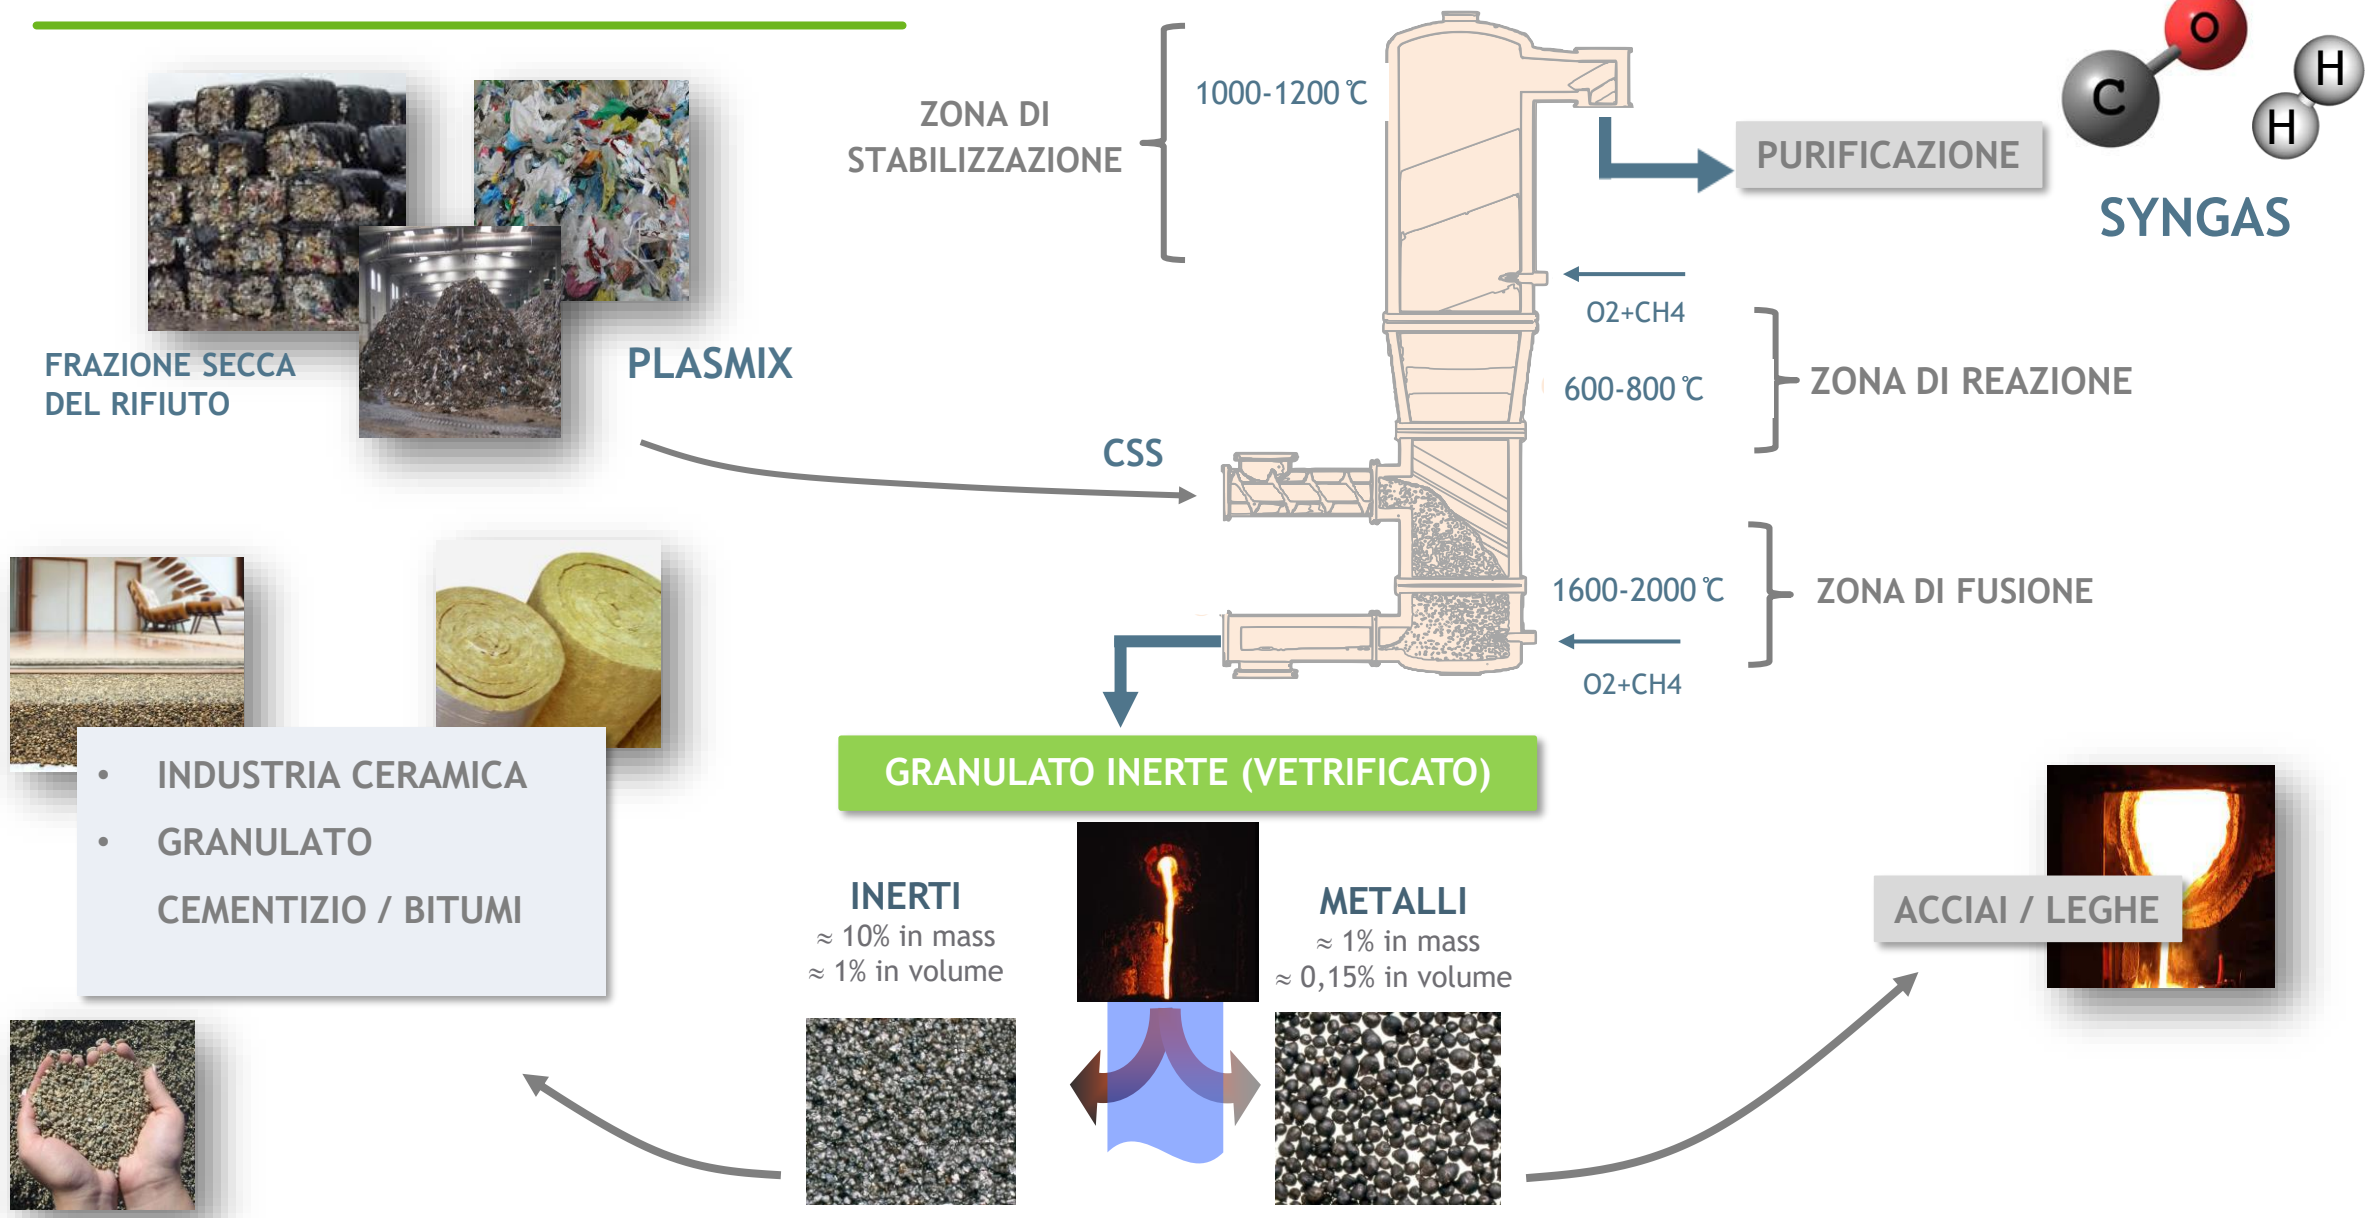 ZONA DI
STABILIZZAZIONE
1000-1200 ℃
PURIFICAZIONE
C
O
H
H
SYNGAS
O2+CH4
FRAZIONE SECCA
DEL RIFIUTO
PLASMIX
600-800 ℃
ZONA DI REAZIONE
CSS
1600-2000 ℃
ZONA DI FUSIONE
O2+CH4
GRANULATO INERTE (VETRIFICATO)
• INDUSTRIA CERAMICA
• GRANULATO
CEMENTIZIO / BITUMI
INERTI
≈ 10% in mass
≈ 1% in volume
METALLI
≈ 1% in mass
≈ 0,15% in volume
ACCIAI / LEGHE